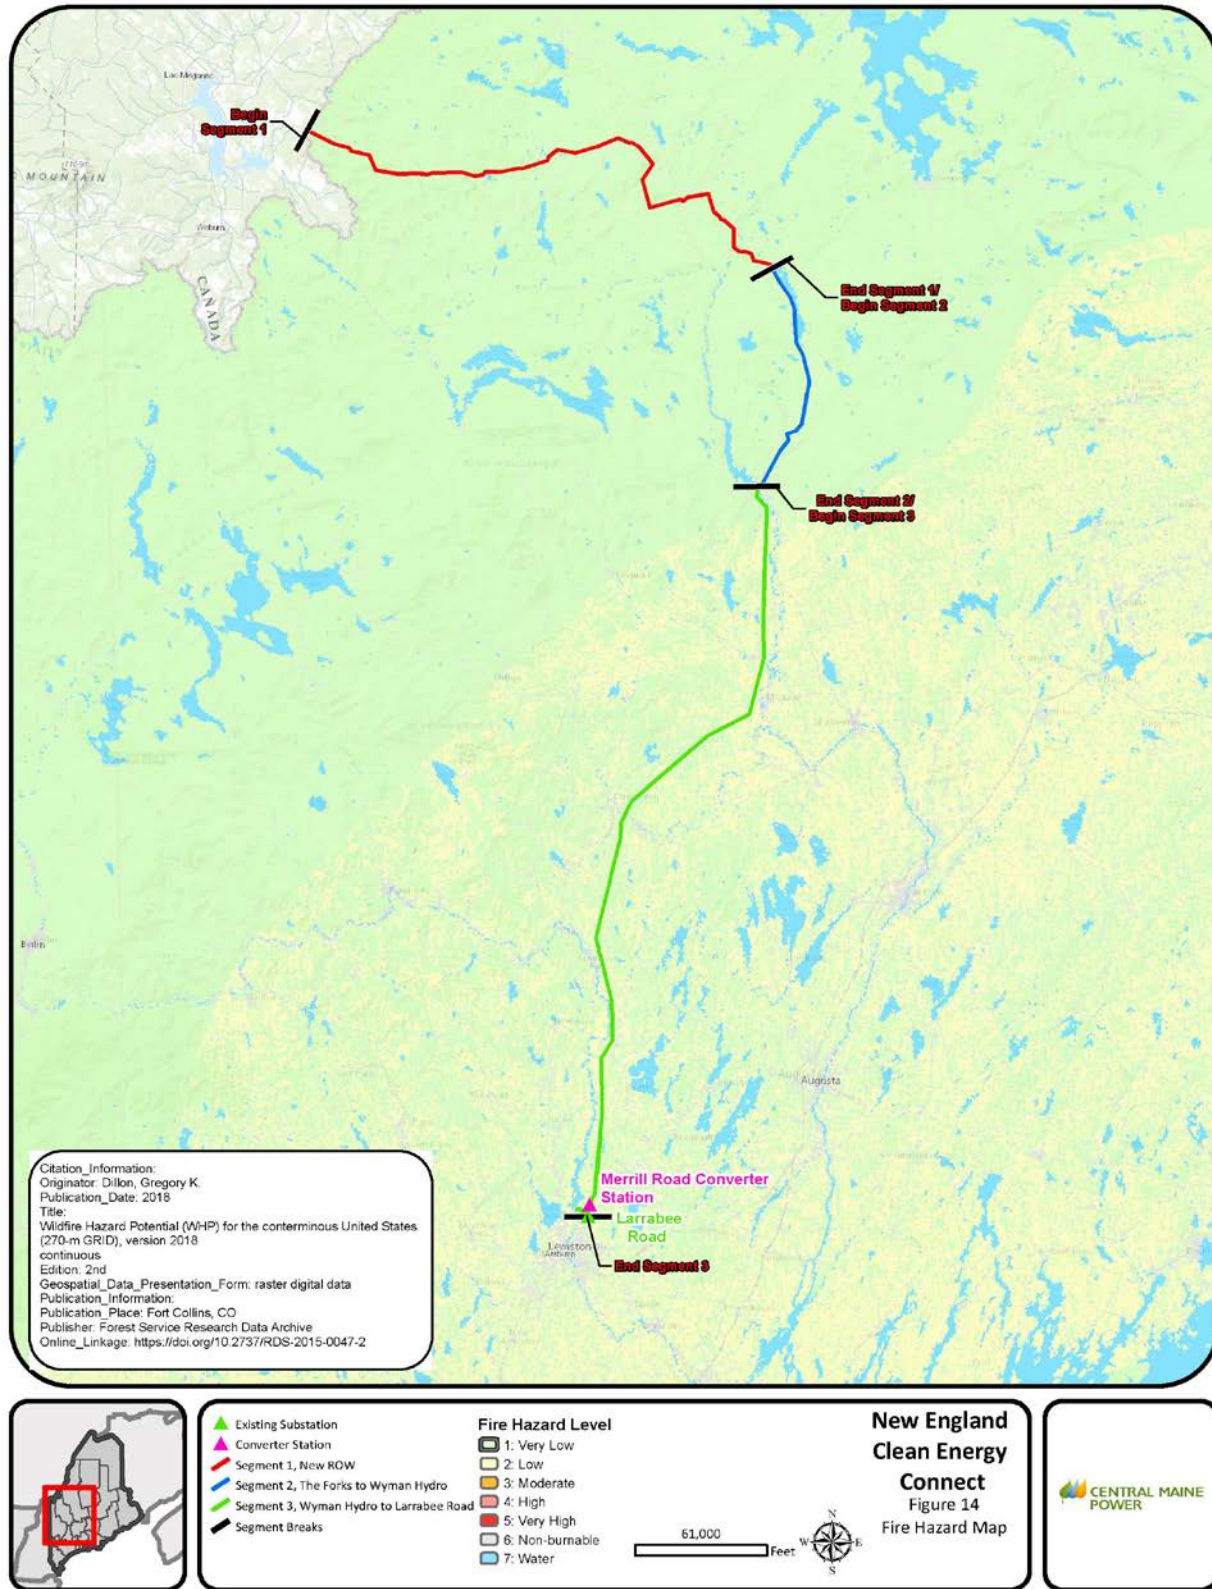 Lac-Megantic
Begin
Segment 1
MOUNTAIN
Woburn
CANADA
End Segment 1/
Begin Segment 2
End Segment 2/
Begin Segment 3
Berlin
Augusta
Merrill Road Converter
Station
Larrabee
Road
Lewiston
Auburn
End Segment 3
Citation_Information:
Originator: Dillon, Gregory K.
Publication_Date: 2018
Title:
Wildfire Hazard Potential (WHP) for the conterminous United States
(270-m GRID), version 2018
continuous
Edition: 2nd
Geospatial_Data_Presentation_Form: raster digital data
Publication_Information:
Publication_Place: Fort Collins, CO
Publisher: Forest Service Research Data Archive
Online_Linkage: https://doi.org/10.2737/RDS-2015-0047-2
Existing Substation
Converter Station
Segment 1, New ROW
Segment 2, The Forks to Wyman Hydro
Segment 3, Wyman Hydro to Larrabee Road
Segment Breaks
Fire Hazard Level
1: Very Low
2: Low
3: Moderate
4: High
5: Very High
6: Non-burnable
7: Water
61,000
Feet
N
W E
S
New England
Clean Energy
Connect
Figure 14
Fire Hazard Map
CENTRAL MAINE
POWER